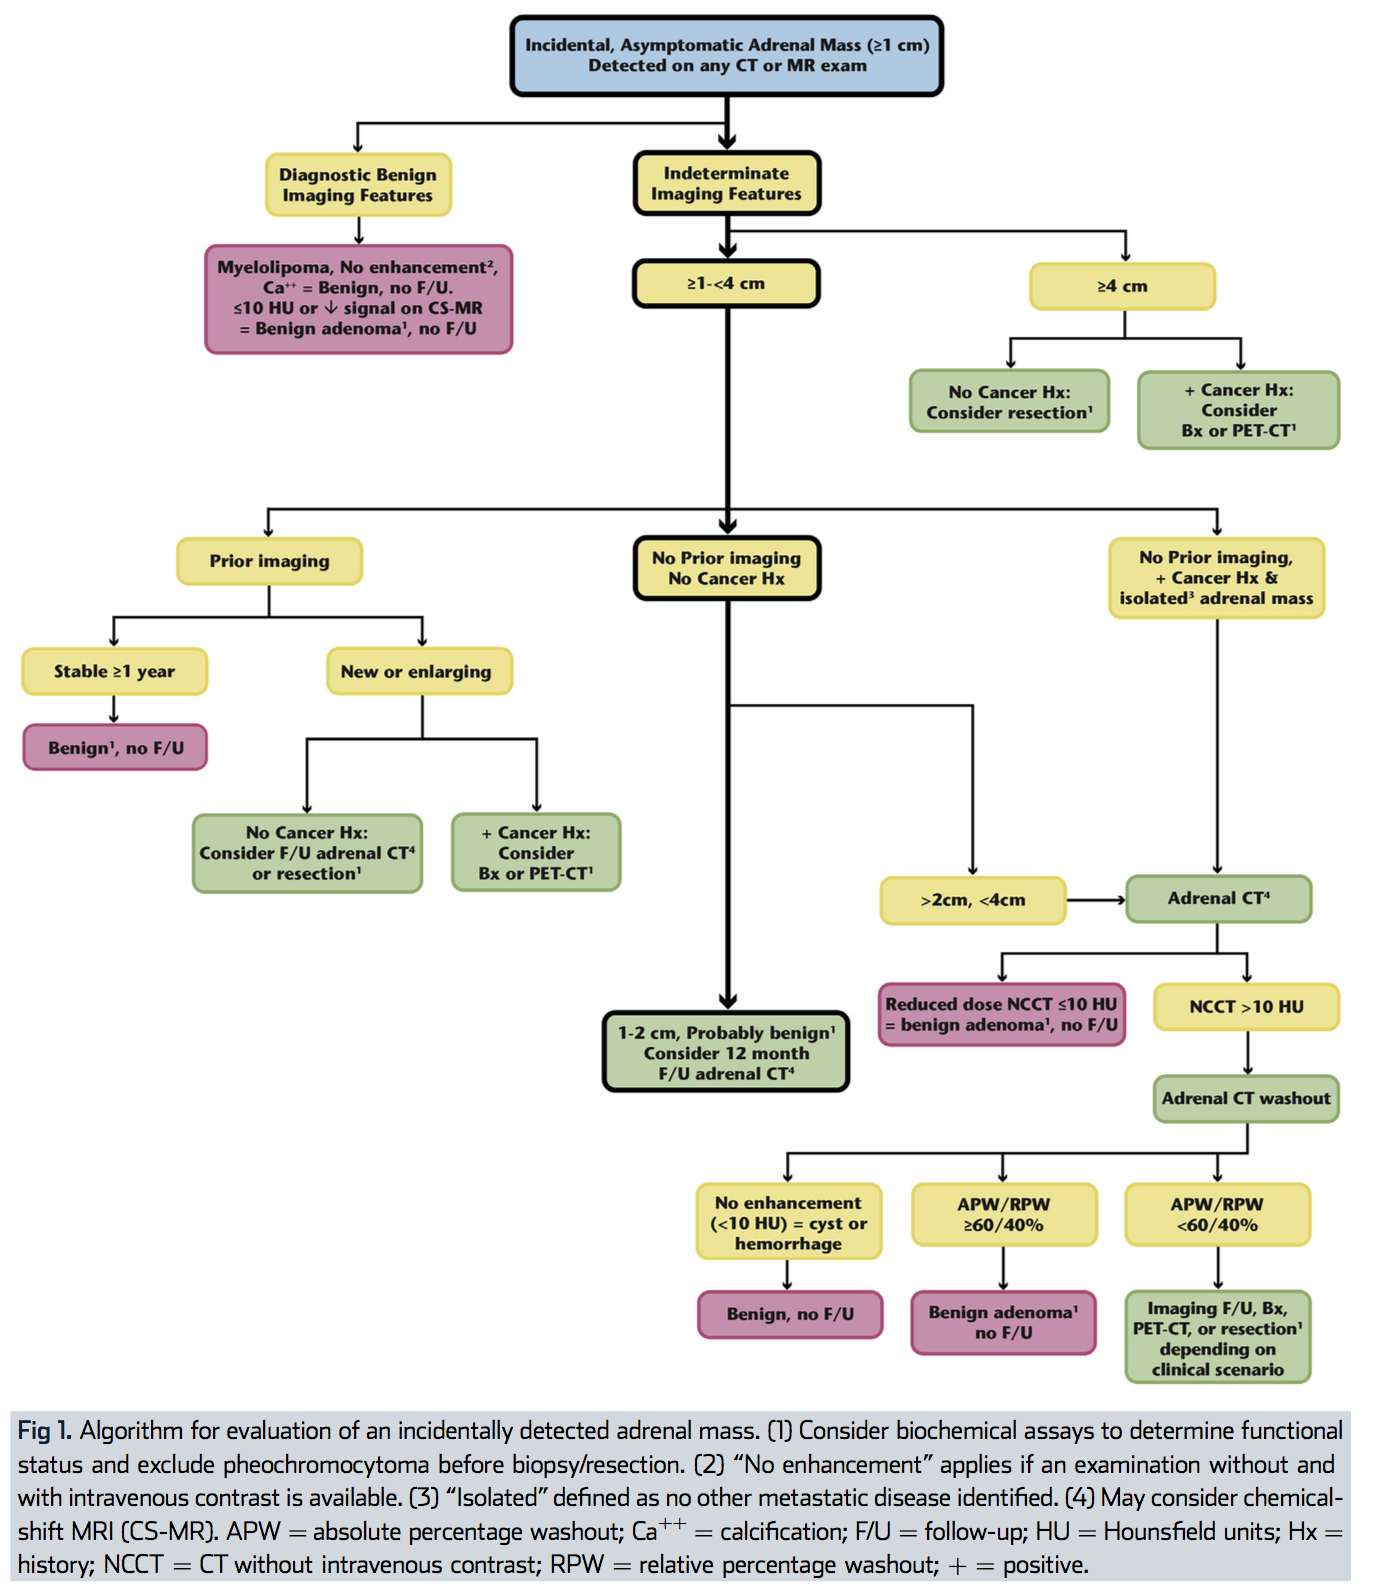 Incidental, Asymptomatic Adrenal Mass (≥1 cm)
Detected on any CT or MR exam
Diagnostic Benign
Imaging Features
Indeterminate
Imaging Features
Myelolipoma, No enhancement²,
Ca⁺⁺ = Benign, no F/U.
≤10 HU or ↓ signal on CS-MR
= Benign adenoma¹, no F/U
≥1-<4 cm
≥4 cm
No Cancer Hx:
Consider resection¹
+ Cancer Hx:
Consider
Bx or PET-CT¹
Prior imaging
No Prior imaging
No Cancer Hx
No Prior imaging,
+ Cancer Hx &
isolated³ adrenal mass
Stable ≥1 year
New or enlarging
Benign¹, no F/U
No Cancer Hx:
Consider F/U adrenal CT⁴
or resection¹
+ Cancer Hx:
Consider
Bx or PET-CT¹
>2cm, <4cm
Adrenal CT⁴
Reduced dose NCCT ≤10 HU
= benign adenoma¹, no F/U
NCCT >10 HU
1-2 cm, Probably benign¹
Consider 12 month
F/U adrenal CT⁴
Adrenal CT washout
No enhancement
(<10 HU) = cyst or
hemorrhage
APW/RPW
≥60/40%
APW/RPW
<60/40%
Benign, no F/U
Benign adenoma¹
no F/U
Imaging F/U, Bx,
PET-CT, or resection¹
depending on
clinical scenario
Fig 1. Algorithm for evaluation of an incidentally detected adrenal mass. (1) Consider biochemical assays to determine functional
status and exclude pheochromocytoma before biopsy/resection. (2) “No enhancement” applies if an examination without and
with intravenous contrast is available. (3) “Isolated” defined as no other metastatic disease identified. (4) May consider chemical-
shift MRI (CS-MR). APW = absolute percentage washout; Ca⁺⁺ = calcification; F/U = follow-up; HU = Hounsfield units; Hx =
history; NCCT = CT without intravenous contrast; RPW = relative percentage washout; + = positive.